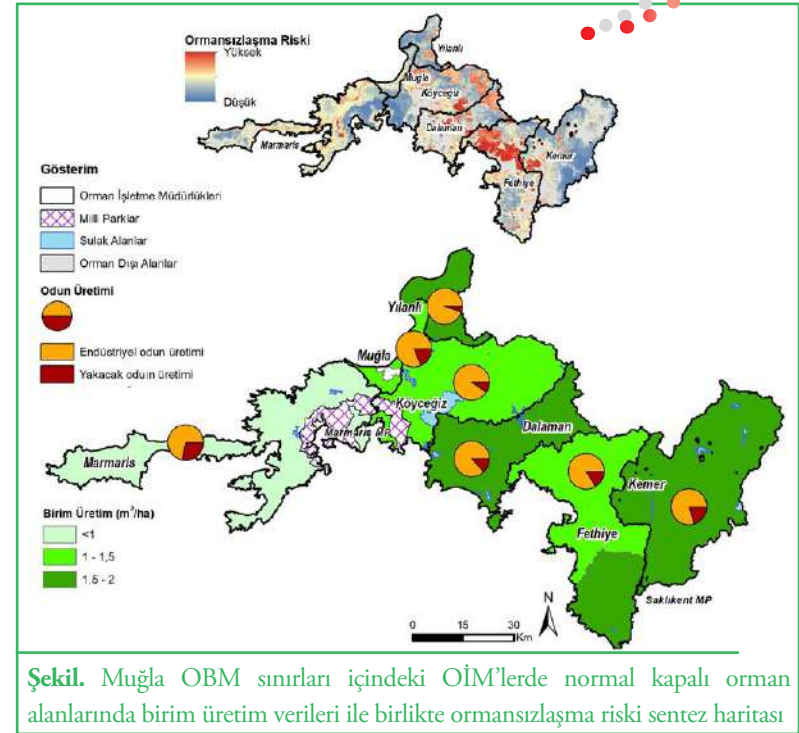 Ormansızlaşma Riski
Yüksek
Düşük
Yılanlı
Muğla
Köyceğiz
Dalaman
Marmaris
Kemer
Fethiye
Gösterim
Orman İşletme Müdürlükleri
Milli Parklar
Sulak Alanlar
Orman Dışı Alanlar
Odun Üretimi
Endüstriyel odun üretimi
Yakacak odun üretimi
Yılanlı
Muğla
Köyceğiz
Dalaman
Marmaris MP
Marmaris
Kemer
Fethiye
Saklıkent MP
Birim Üretim (m³/ha)
<1
1 - 1,5
1,5 - 2
N
0 15 30
Km
Şekil. Muğla OBM sınırları içindeki OİM’lerde normal kapalı orman
alanlarında birim üretim verileri ile birlikte ormansızlaşma riski sentez haritası